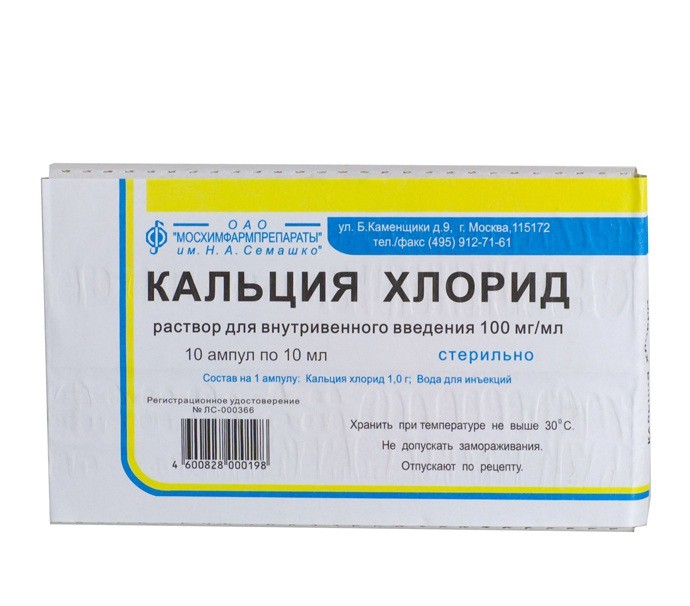 ОАО
"МОСХИМФАРМПРЕПАРАТЫ"
им. Н. А. Семашко
ул. Б.Каменщики д.9, г. Москва,115172
тел./факс (495) 912-71-61
КАЛЬЦИЯ ХЛОРИД
раствор для внутривенного введения 100 мг/мл
10 ампул по 10 мл
стерильно
Состав на 1 ампулу: Кальция хлорид 1,0 г; Вода для инъекций
Регистрационное удостоверение
№ ЛС-000366
4 600828 000198
Хранить при температуре не выше 30°С.
Не допускать замораживания.
Отпускают по рецепту.